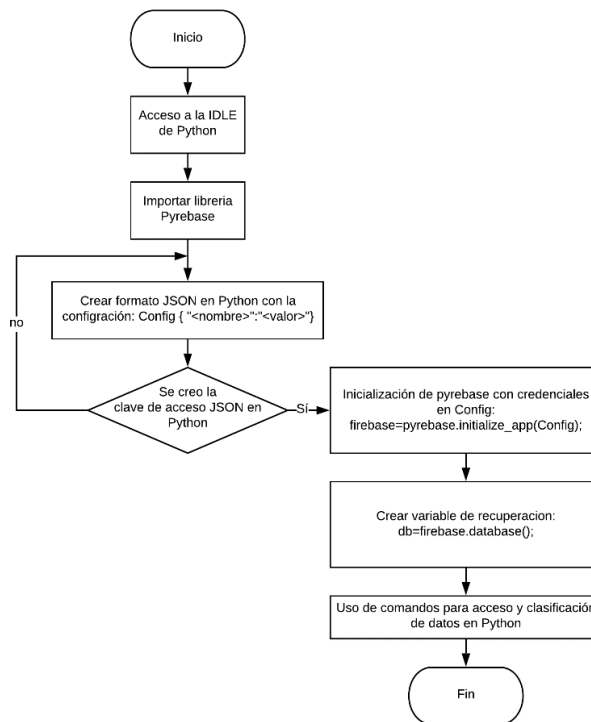 Inicio
Acceso a la IDLE
de Python
Importar libreria
Pyrebase
Crear formato JSON en Python con la
configración: Config { "<nombre>":"<valor>"}
no
Se creo la
clave de acceso JSON en
Python
Sí
Inicialización de pyrebase con credenciales
en Config:
firebase=pyrebase.initialize_app(Config);
Crear variable de recuperacion:
db=firebase.database();
Uso de comandos para acceso y clasificación
de datos en Python
Fin